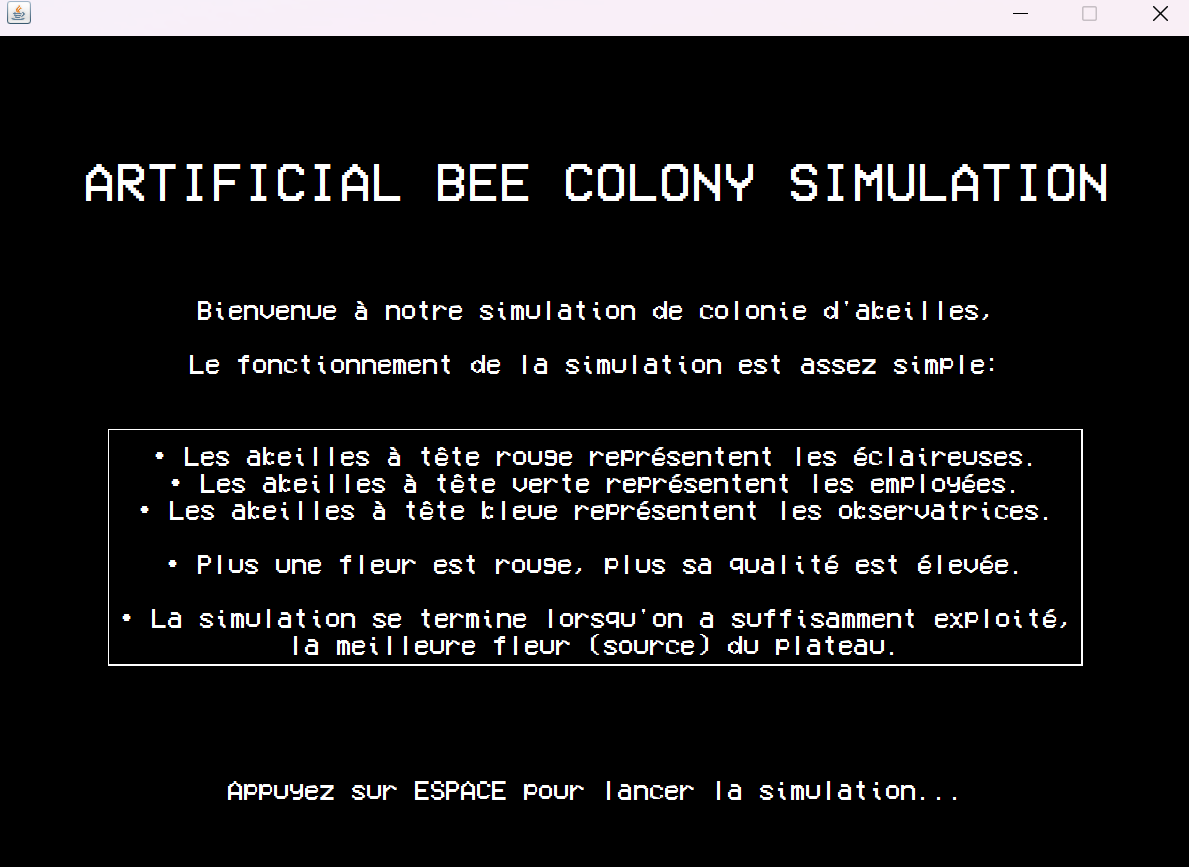 ARTIFICIAL BEE COLONY SIMULATION
Bienvenue à notre simulation de colonie d'abeilles,
Le fonctionnement de la simulation est assez simple:
• Les abeilles à tête rouge représentent les éclaireuses.
• Les abeilles à tête verte représentent les employées.
• Les abeilles à tête bleue représentent les observatrices.
• Plus une fleur est rouge, plus sa qualité est élevée.
• La simulation se termine lorsqu'on a suffisamment exploité,
la meilleure fleur (source) du plateau.
Appuyez sur ESPACE pour lancer la simulation...